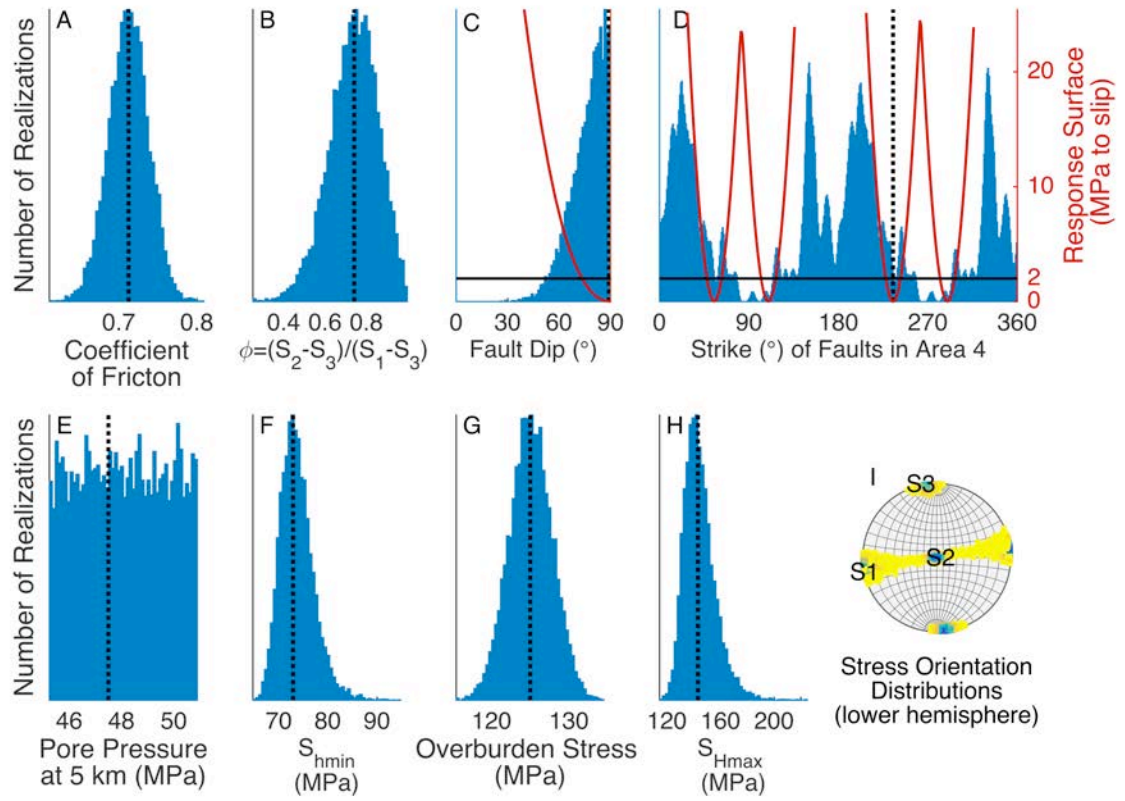 A
B
C
D
Number of Realizations
0.7 0.8
Coefficient
of Fricton
0.4 0.6 0.8
ϕ=(S2-S3)/(S1-S3)
0 30 60 90
Fault Dip (°)
0 90 180 270 360
Strike (°) of Faults in Area 4
20
10
2
0
Response Surface
(MPa to slip)
E
F
G
H
I
Number of Realizations
46 48 50
Pore Pressure
at 5 km (MPa)
70 80 90
Shmin
(MPa)
120 130
Overburden Stress
(MPa)
120 160 200
SHmax
(MPa)
S3
S2
S1
Stress Orientation
Distributions
(lower hemisphere)